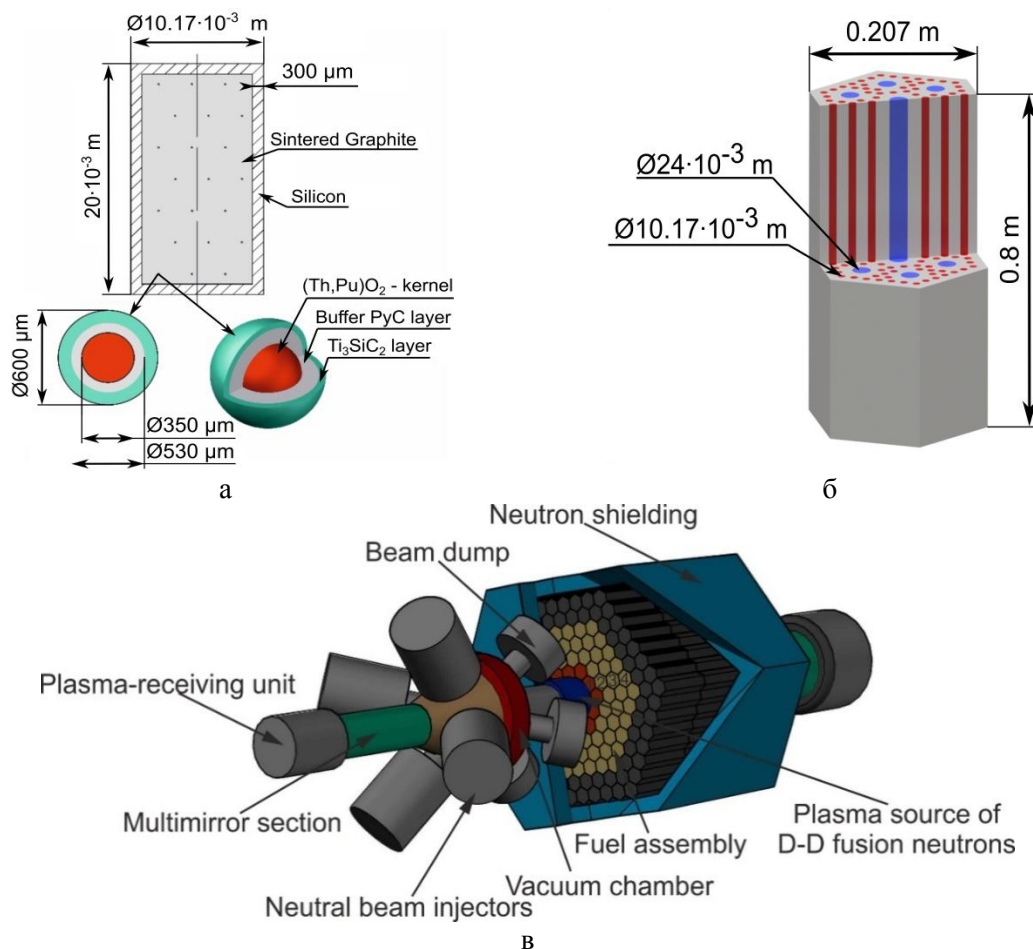 Ø10.17·10⁻³ m
300 µm
20·10⁻³ m
Sintered Graphite
Silicon
(Th,Pu)O₂ - kernel
Buffer PyC layer
Ti₃SiC₂ layer
Ø600 µm
Ø350 µm
Ø530 µm
а
0.207 m
Ø24·10⁻³ m
Ø10.17·10⁻³ m
0.8 m
б
Neutron shielding
Beam dump
Plasma-receiving unit
Multimirror section
Neutral beam injectors
Vacuum chamber
Fuel assembly
Plasma source of
D-D fusion neutrons
в